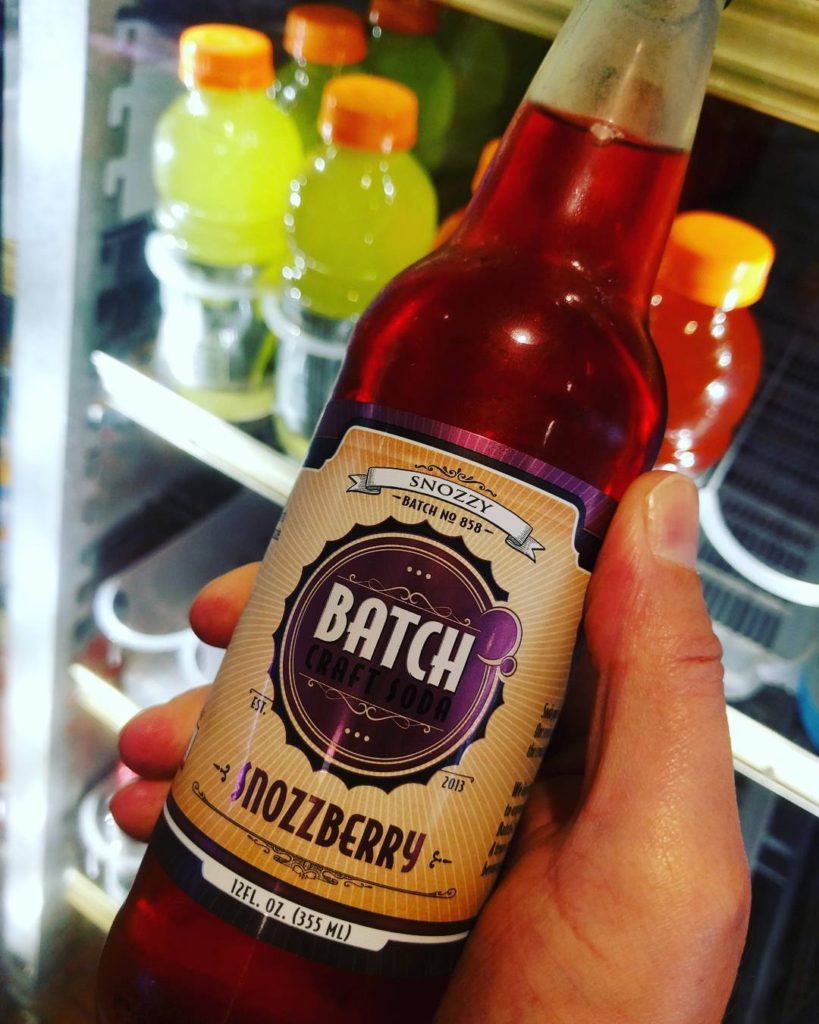 SNOZZY
BATCH No 858
BATCH
CRAFT SODA
EST.
2013
SNOZZBERRY
12FL. OZ. (355 ML)